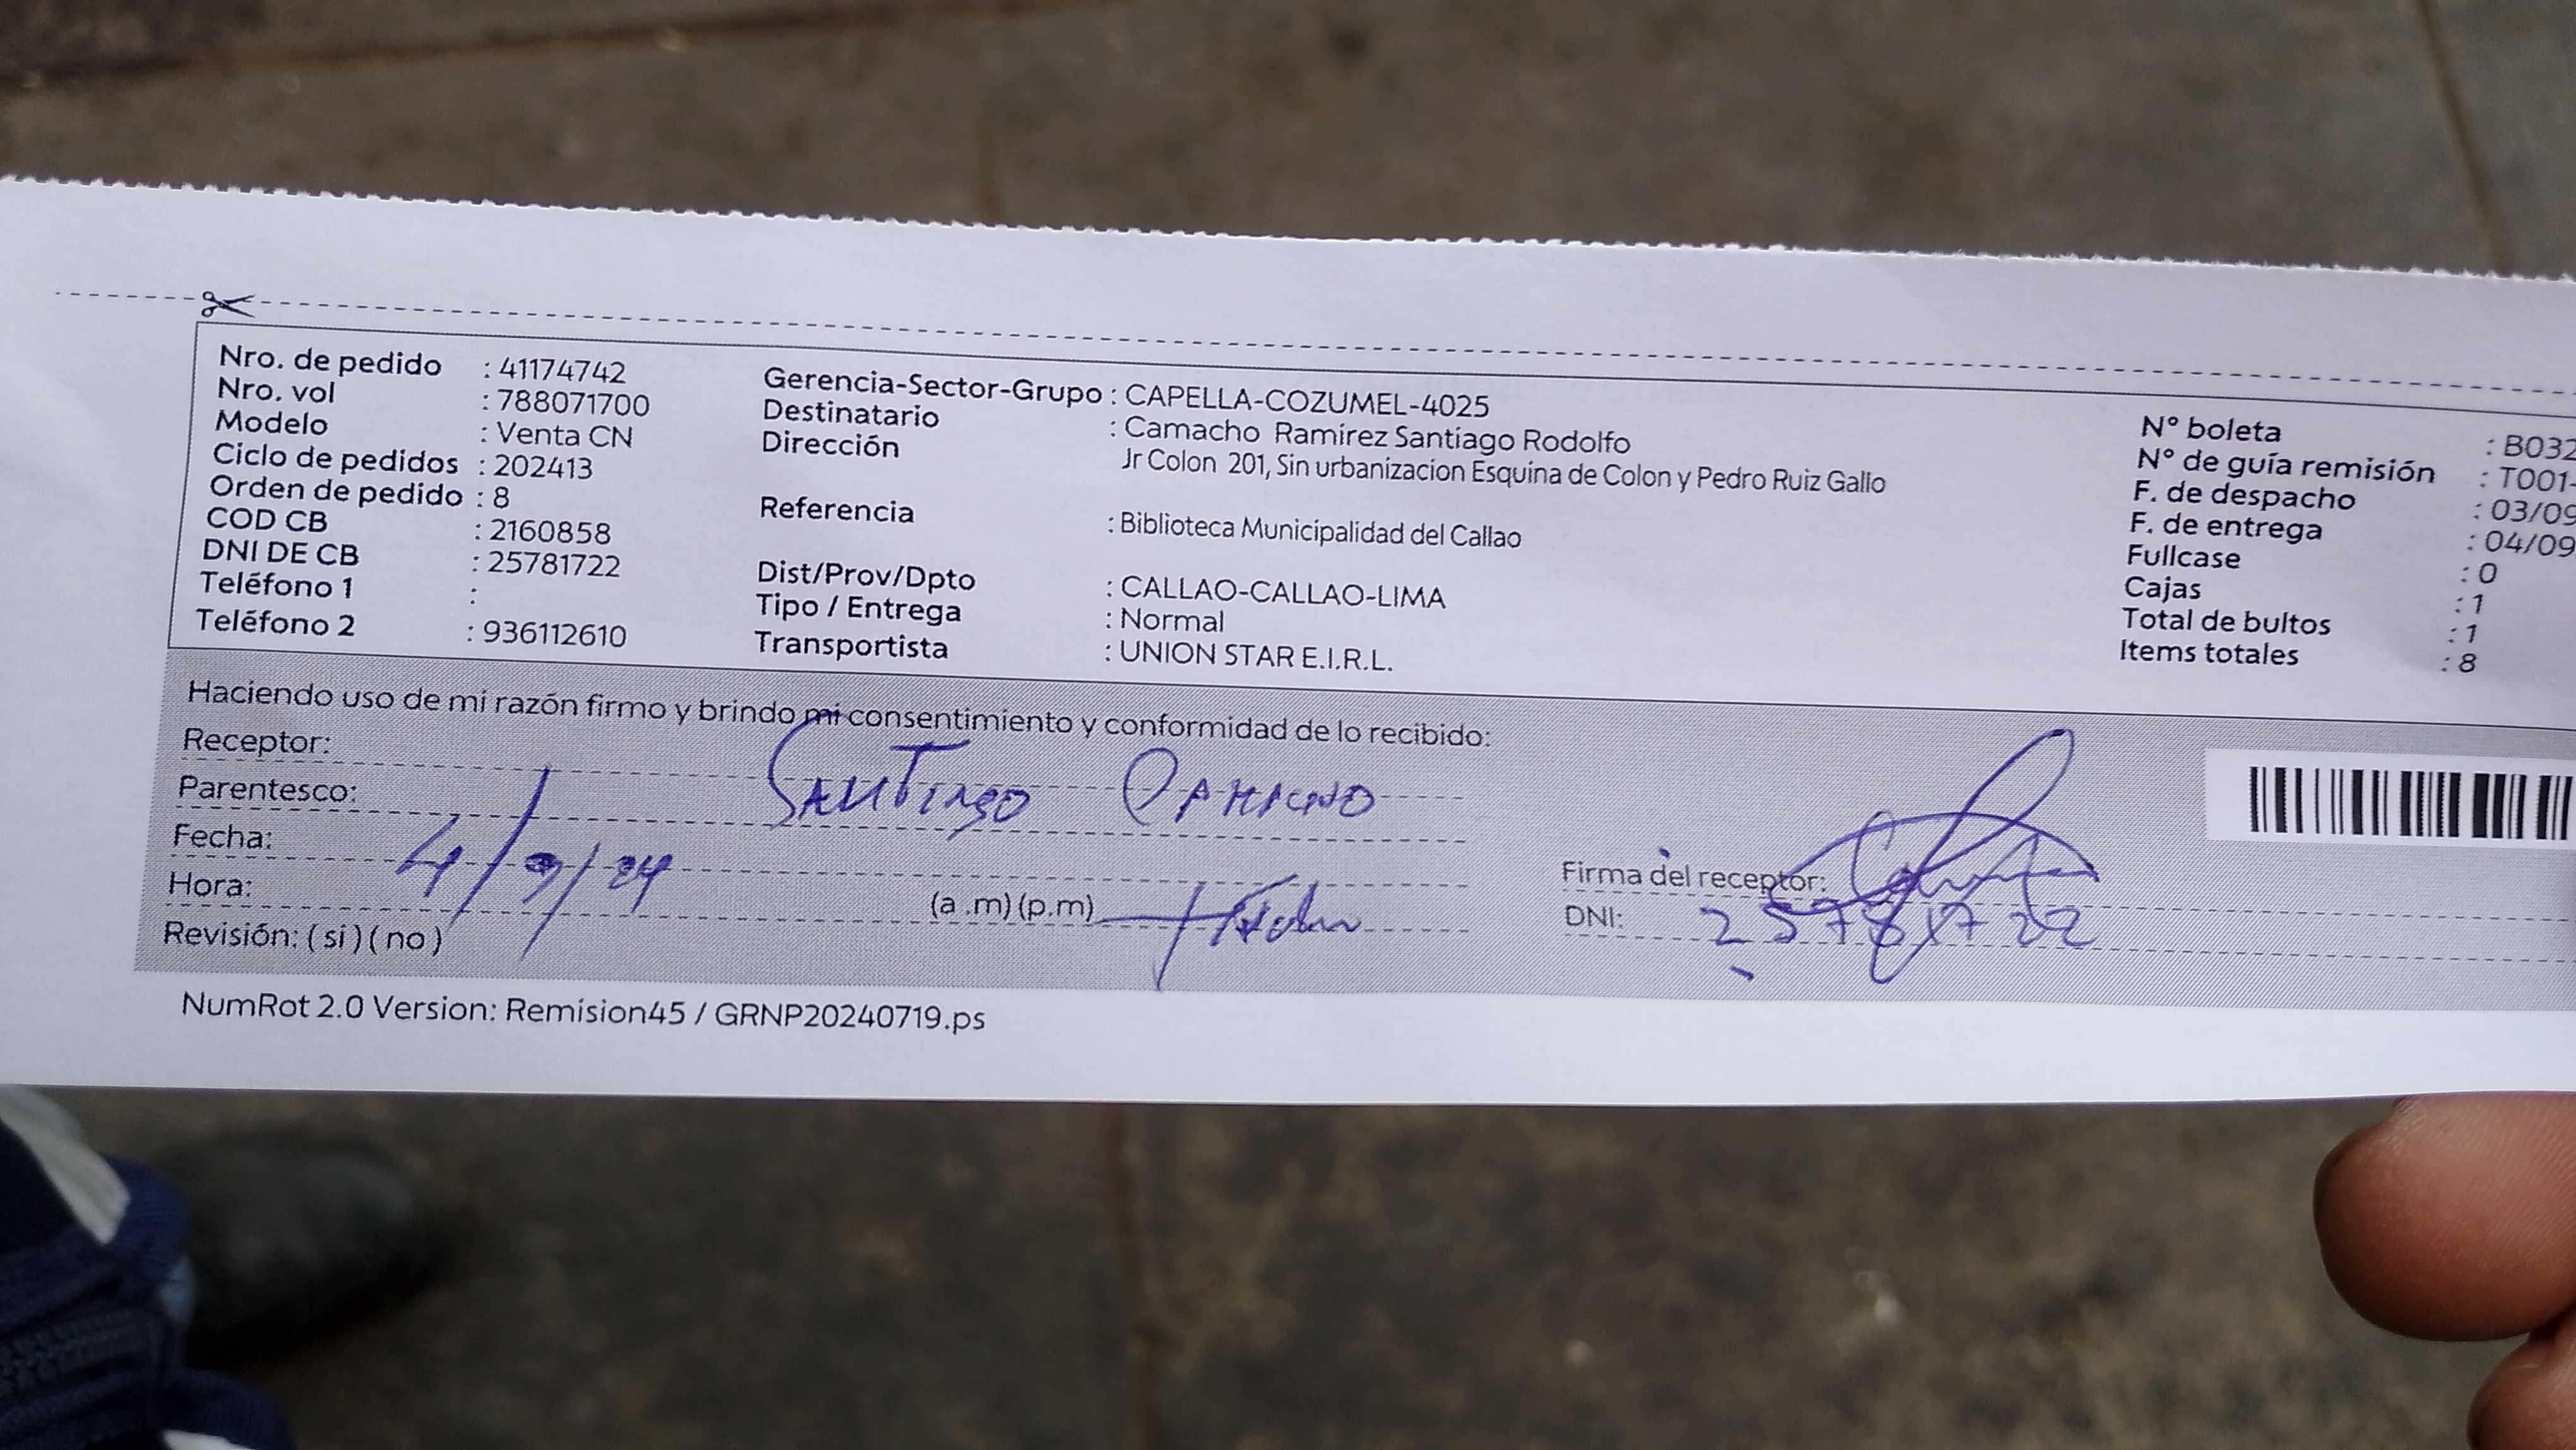 Nro. de pedido : 41174742
Nro. vol : 788071700
Modelo : Venta CN
Ciclo de pedidos : 202413
Orden de pedido : 8
COD CB : 2160858
DNI DE CB : 25781722
Teléfono 1 :
Teléfono 2 : 936112610
Gerencia-Sector-Grupo : CAPELLA-COZUMEL-4025
Destinatario : Camacho Ramirez Santiago Rodolfo
Dirección Jr Colon 201, Sin urbanizacion Esquina de Colon y Pedro Ruiz Gallo
Referencia : Biblioteca Municipalidad del Callao
Dist/Prov/Dpto : CALLAO-CALLAO-LIMA
Tipo / Entrega : Normal
Transportista : UNION STAR E.I.R.L.
N° boleta : B032
N° de guía remisión : T001-
F. de despacho : 03/09
F. de entrega : 04/09
Fullcase : 0
Cajas : 1
Total de bultos : 1
Items totales : 8
Haciendo uso de mi razón firmo y brindo mi consentimiento y conformidad de lo recibido:
Receptor: SANTIAGO CAMACHO
Parentesco:
Fecha: 4/9/24
Hora: (a .m) (p.m)
Revisión: ( si ) ( no )
Firma del receptor:
DNI: 25781722
NumRot 2.0 Version: Remision45 / GRNP20240719.ps